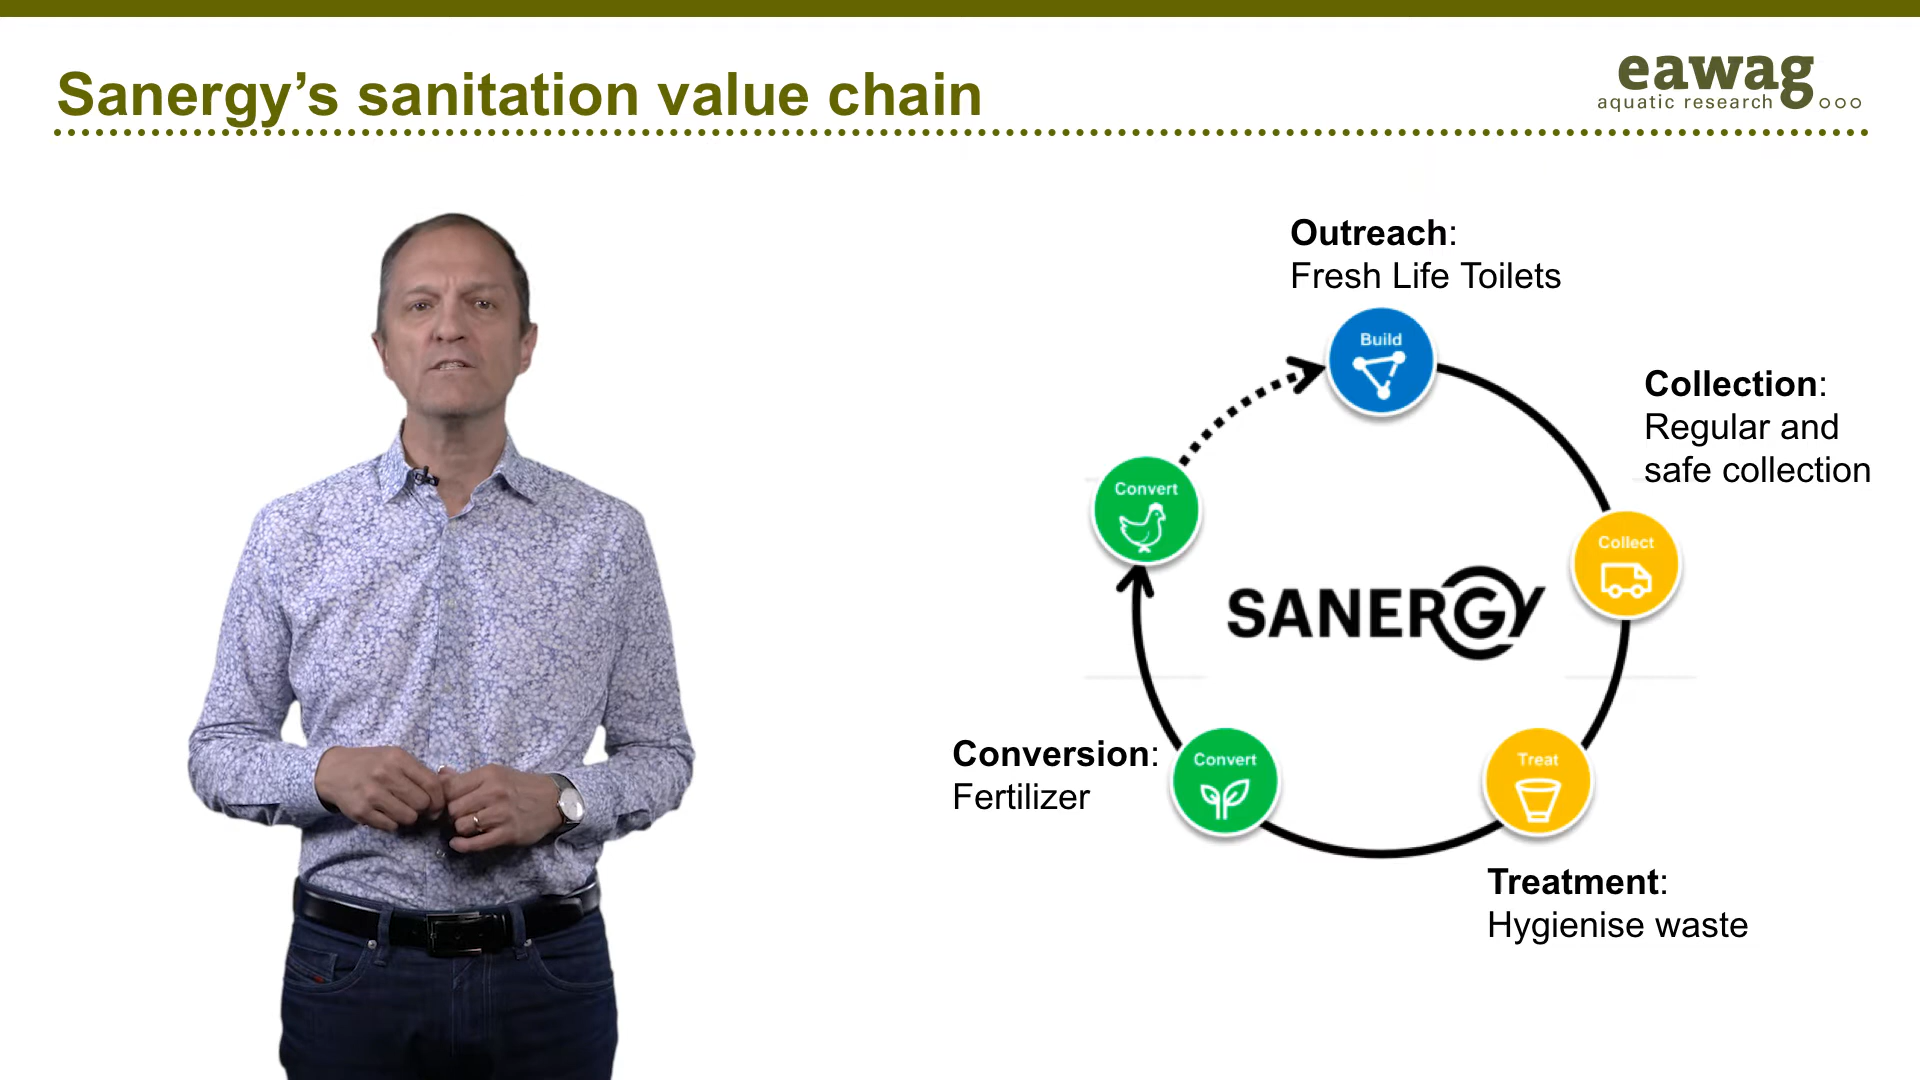 Sanergy’s sanitation value chain
eawag
aquatic research
Outreach:
Fresh Life Toilets
Build
Collection:
Regular and
safe collection
Convert
Collect
SANERGY
Conversion:
Fertilizer
Convert
Treat
Treatment:
Hygienise waste